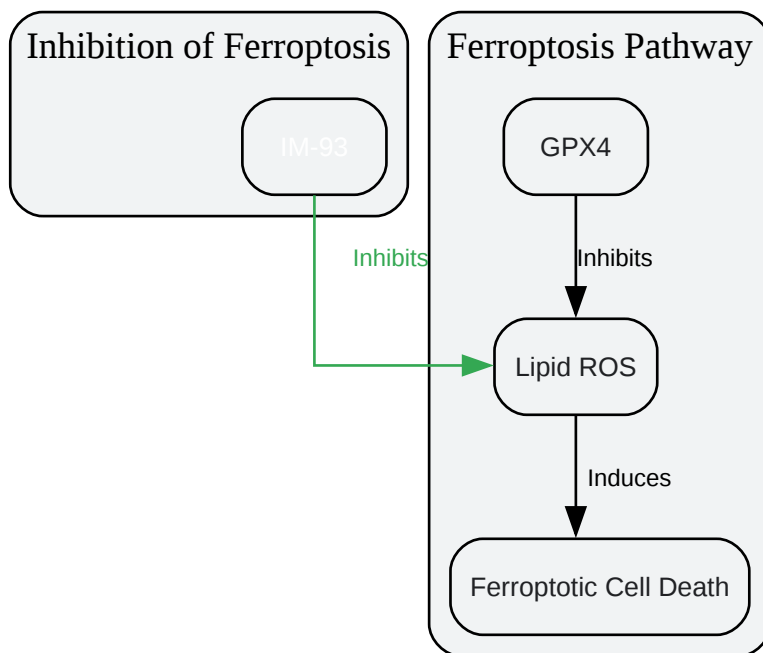 Inhibition of Ferroptosis
Ferroptosis Pathway
IM-93
GPX4
Inhibits
Inhibits
Lipid ROS
Induces
Ferroptotic Cell Death